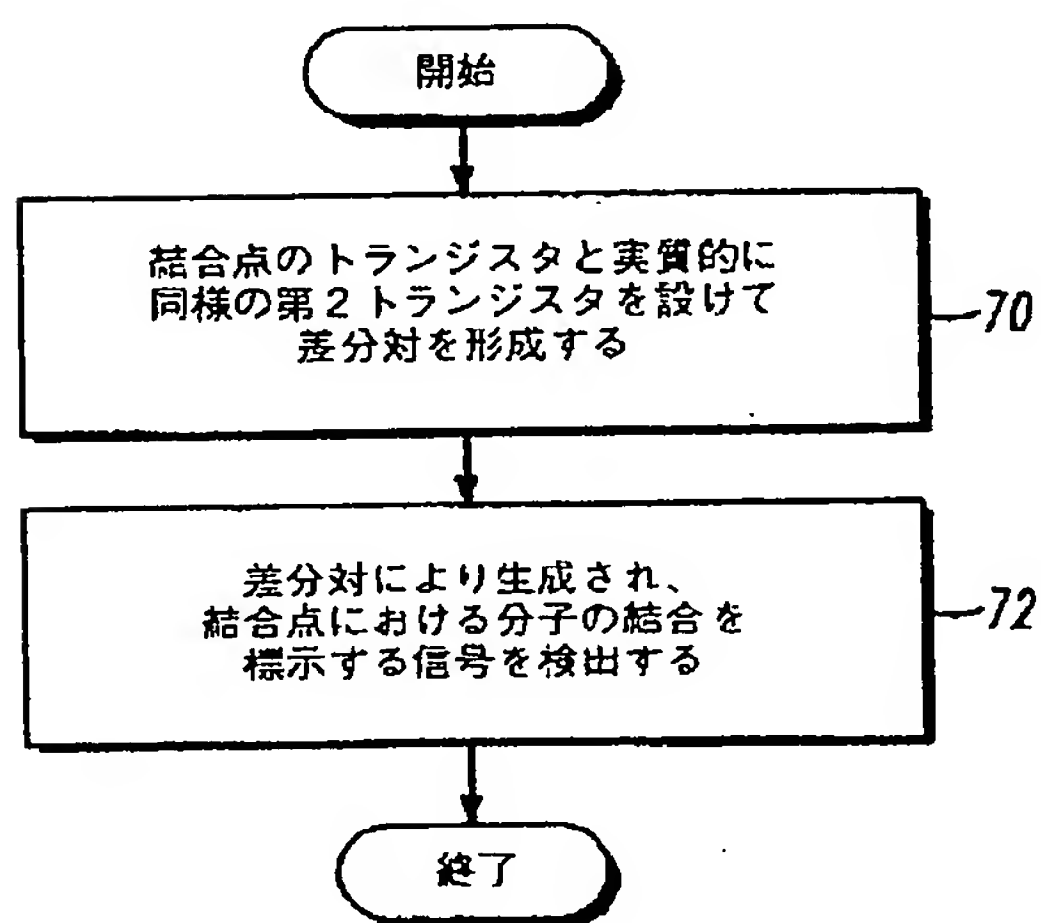 開始
結合点のトランジスタと実質的に
同様の第2トランジスタを設けて
差分対を形成する
70
差分対により生成され、
結合点における分子の結合を
標示する信号を検出する
72
終了